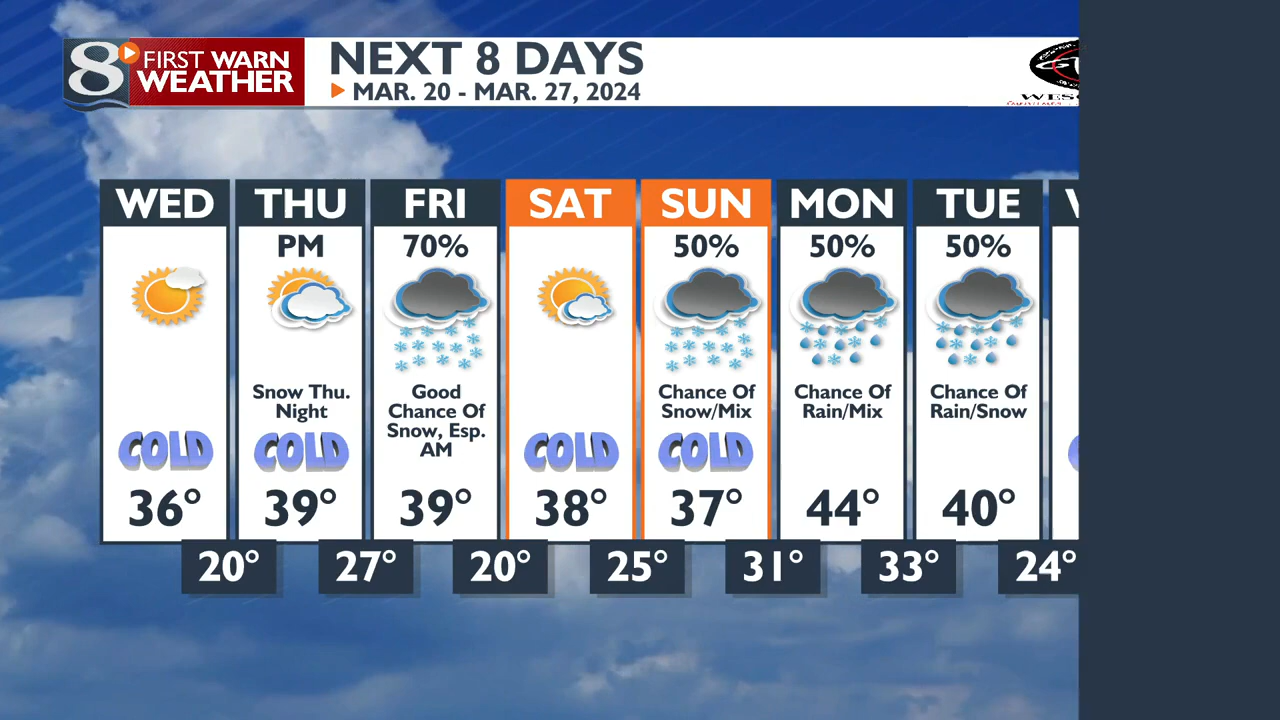 8
FIRST WARN
WEATHER
NEXT 8 DAYS
MAR. 20 - MAR. 27, 2024
WED
THU
FRI
SAT
SUN
MON
TUE
PM
70%
50%
50%
50%
Snow Thu.
Night
Good
Chance Of
Snow, Esp.
AM
Chance Of
Snow/Mix
Chance Of
Rain/Mix
Chance Of
Rain/Snow
COLD
COLD
COLD
COLD
36°
39°
39°
38°
37°
44°
40°
20°
27°
20°
25°
31°
33°
24°